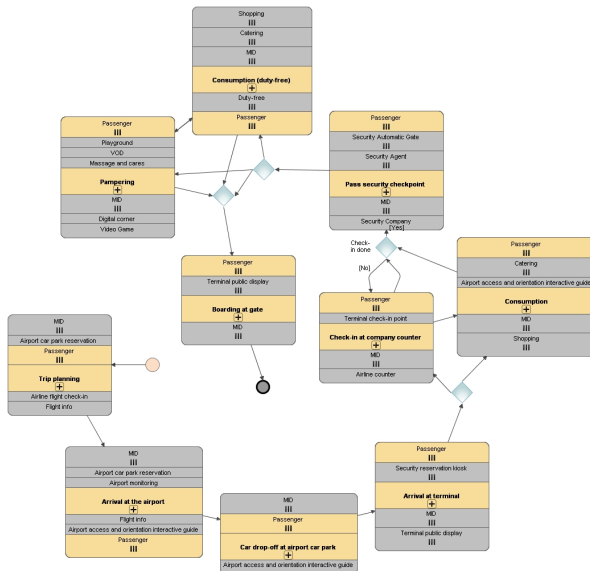 Shopping
Catering
MID
Consumption (duty-free)
Duty-free
Passenger
Passenger
Playground
VOD
Massage and cares
Pampering
MID
Digital corner
Video Game
Passenger
Security Automatic Gate
Security Agent
Pass security checkpoint
MID
Security Company
[Yes]
Check-
in done
[No]
Passenger
Terminal public display
Boarding at gate
MID
Passenger
Catering
Airport access and orientation interactive guide
Consumption
MID
Shopping
Passenger
Terminal check-in point
Check-in at company counter
MID
Airline counter
MID
Airport car park reservation
Passenger
Trip planning
Airline flight check-in
Flight info
MID
Airport car park reservation
Airport monitoring
Arrival at the airport
Flight info
Airport access and orientation interactive guide
Passenger
MID
Passenger
Car drop-off at airport car park
Airport access and orientation interactive guide
Passenger
Security reservation kiosk
Arrival at terminal
MID
Terminal public display